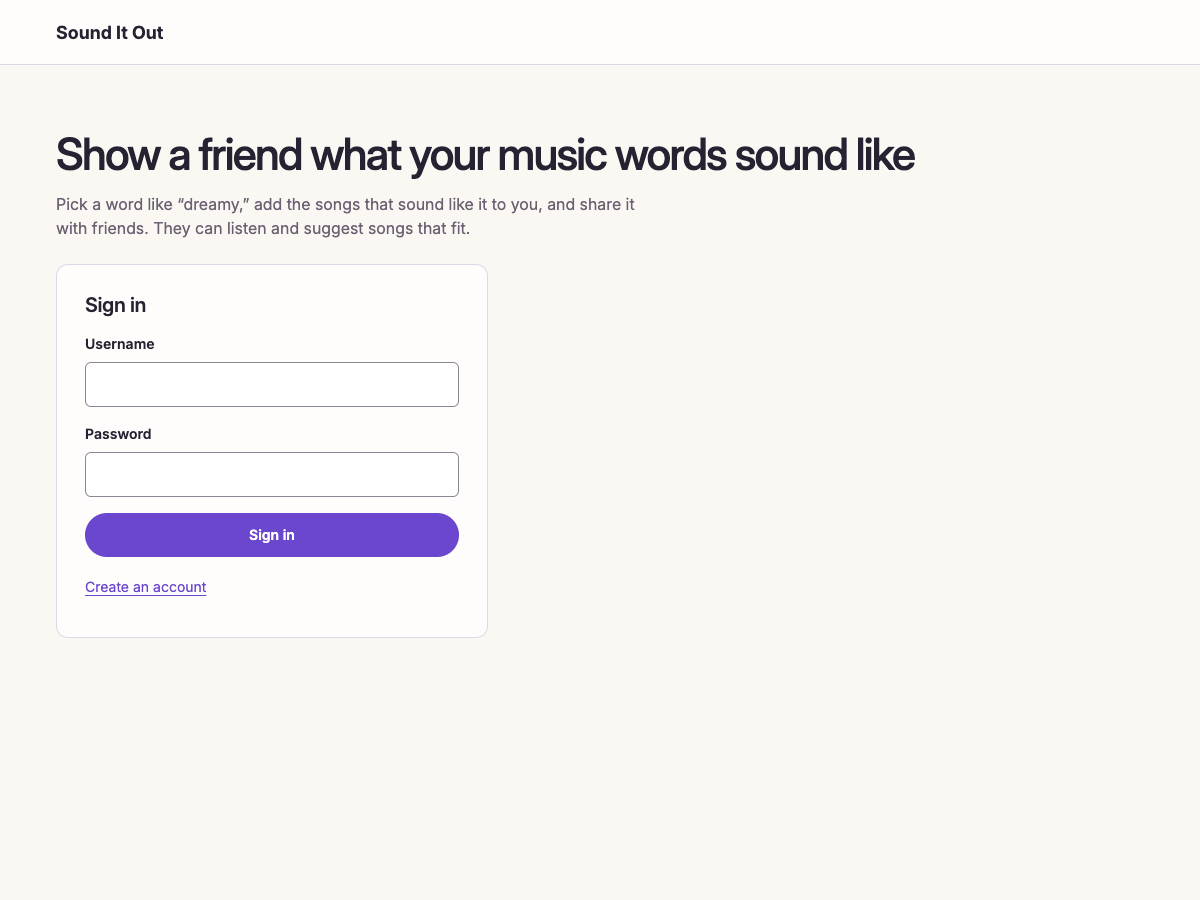 Sound It Out
Show a friend what your music words sound like
Pick a word like “dreamy,” add the songs that sound like it to you, and share it
with friends. They can listen and suggest songs that fit.
Sign in
Username
Password
Sign in
Create an account